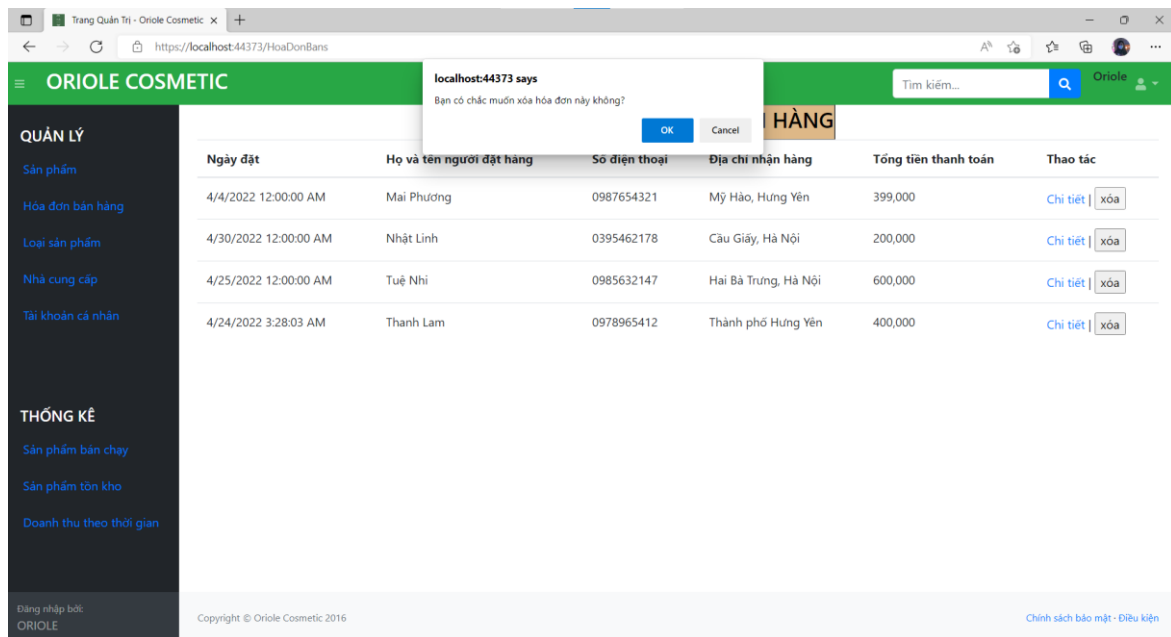 Trang Quản Trị - Oriole Cosmetic
https://localhost:44373/HoaDonBans
ORIOLE COSMETIC
localhost:44373 says
Bạn có chắc muốn xóa hóa đơn này không?
OK Cancel
Tìm kiếm...
Oriole
HÀNG
QUẢN LÝ
Sản phẩm
Hóa đơn bán hàng
Loại sản phẩm
Nhà cung cấp
Tài khoản cá nhân
THỐNG KÊ
Sản phẩm bán chạy
Sản phẩm tồn kho
Doanh thu theo thời gian
Đăng nhập bởi:
ORIOLE
Ngày đặt Họ và tên người đặt hàng Số điện thoại Địa chỉ nhận hàng Tổng tiền thanh toán Thao tác
4/4/2022 12:00:00 AM Mai Phương 0987654321 Mỹ Hào, Hưng Yên 399,000 Chi tiết | xóa
4/30/2022 12:00:00 AM Nhật Linh 0395462178 Cầu Giấy, Hà Nội 200,000 Chi tiết | xóa
4/25/2022 12:00:00 AM Tuệ Nhi 0985632147 Hai Bà Trưng, Hà Nội 600,000 Chi tiết | xóa
4/24/2022 3:28:03 AM Thanh Lam 0978965412 Thành phố Hưng Yên 400,000 Chi tiết | xóa
Copyright © Oriole Cosmetic 2016
Chính sách bảo mật · Điều kiện